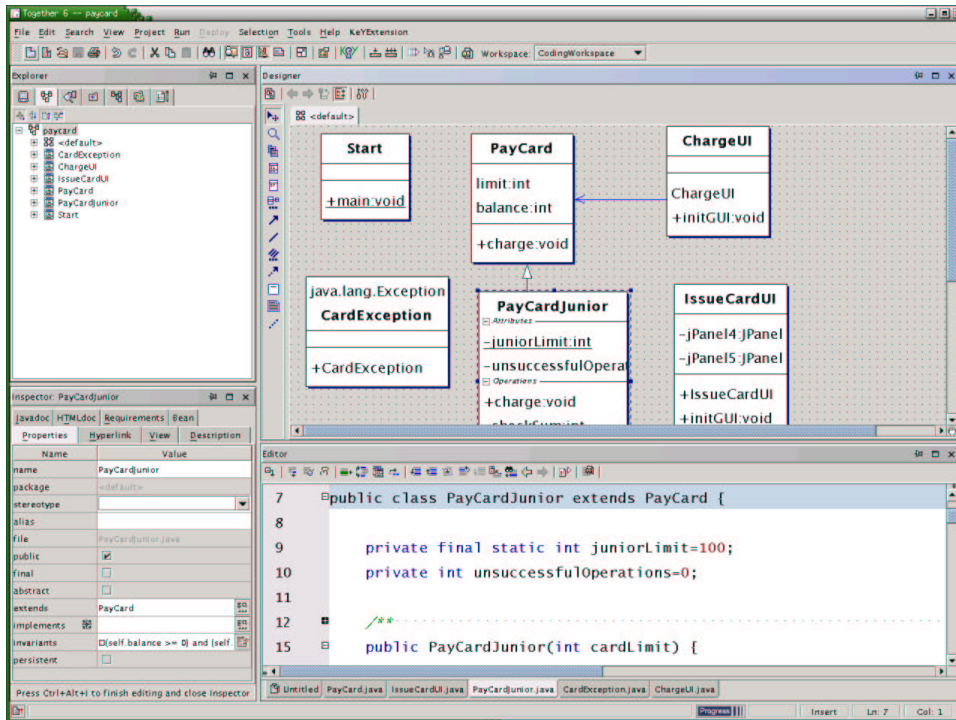 Together 6 -- paycard
File Edit Search View Project Run Deploy Selection Tools Help KeYExtension
KeY Workspace: CodingWorkspace
Explorer
paycard
<default>
CardException
ChargeUI
IssueCardUI
PayCard
PayCardJunior
Start
Designer
<default>
Start
+main:void
PayCard
limit:int
balance:int
+charge:void
ChargeUI
ChargeUI
+initGUI:void
java.lang.Exception
CardException
+CardException
PayCardJunior
Attributes
-juniorLimit:int
-unsuccessfulOperat
Operations
+charge:void
-checkSum:int
IssueCardUI
-jPanel4:JPanel
-jPanel5:JPanel
+IssueCardUI
+initGUI:void
Inspector: PayCardJunior
Javadoc HTMLdoc Requirements Bean
Properties Hyperlink View Description
Name Value
name PayCardJunior
package <default>
stereotype
alias
file PayCardJunior.java
public
final
abstract
extends PayCard
implements
invariants (self.balance >= 0) and (self.
persistent
Press Ctrl+Alt+I to finish editing and close Inspector
Editor
7 public class PayCardJunior extends PayCard {
8
9 private final static int juniorLimit=100;
10 private int unsuccessfulOperations=0;
11
12 /**
15 public PayCardJunior(int cardLimit) {
Untitled PayCard.java IssueCardUI.java PayCardJunior.java CardException.java ChargeUI.java
Progress Insert Ln: 7 Col: 1